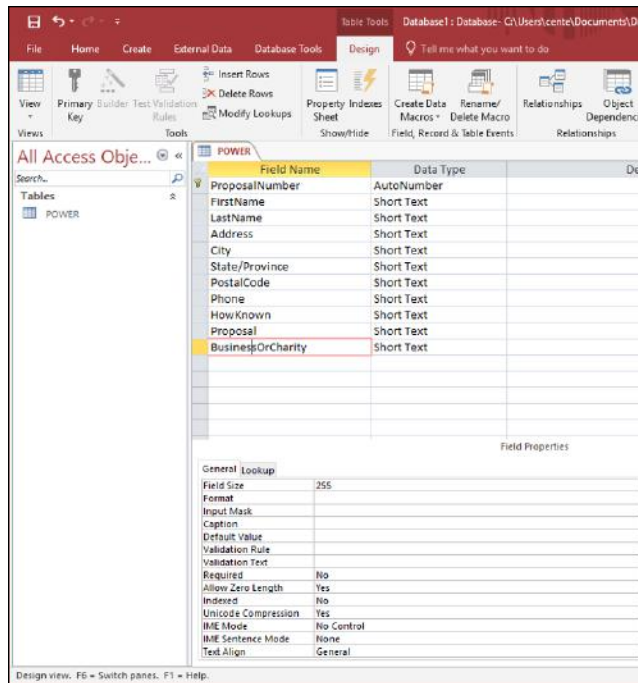 Table Tools Database1 : Database- C:\Users\cente\Documents\D
File Home Create External Data Database Tools Design Tell me what you want to do
View Primary Key Builder Test Validation Rules Insert Rows Delete Rows Modify Lookups Property Sheet Indexes Create Data Macros Rename/ Delete Macro Relationships Object Dependenc
Views Tools Show/Hide Field, Record & Table Events Relationships
All Access Obje... «
Search...
Tables
POWER
POWER
Field Name Data Type De
ProposalNumber AutoNumber
FirstName Short Text
LastName Short Text
Address Short Text
City Short Text
State/Province Short Text
PostalCode Short Text
Phone Short Text
HowKnown Short Text
Proposal Short Text
BusinessOrCharity Short Text
Field Properties
General Lookup
Field Size 255
Format
Input Mask
Caption
Default Value
Validation Rule
Validation Text
Required No
Allow Zero Length Yes
Indexed No
Unicode Compression Yes
IME Mode No Control
IME Sentence Mode None
Text Align General
Design view. F6 = Switch panes. F1 = Help.